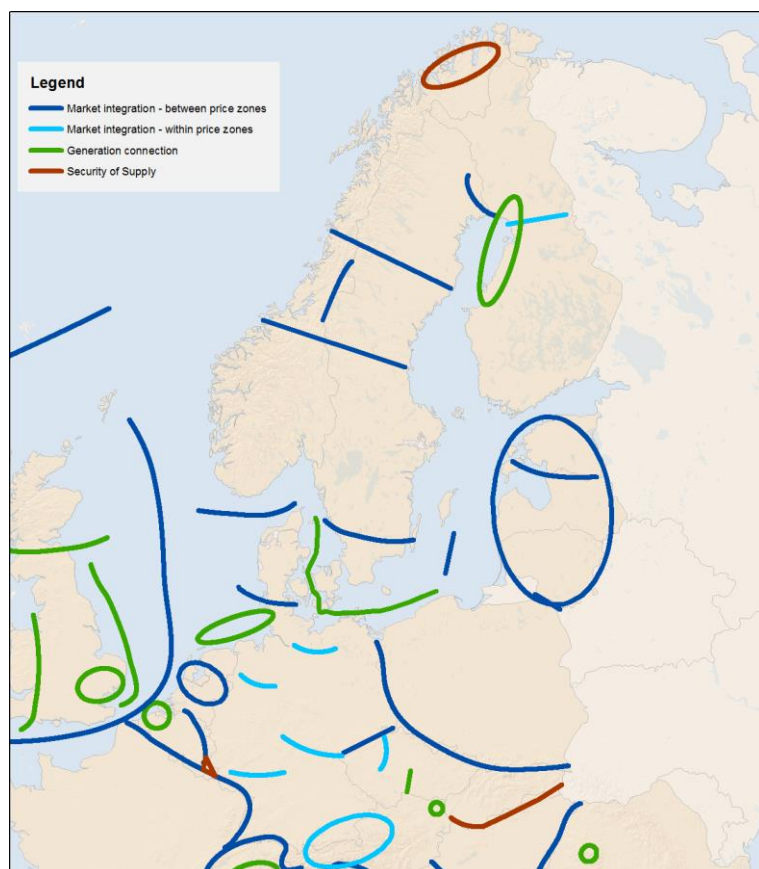 Legend
Market integration - between price zones
Market integration - within price zones
Generation connection
Security of Supply